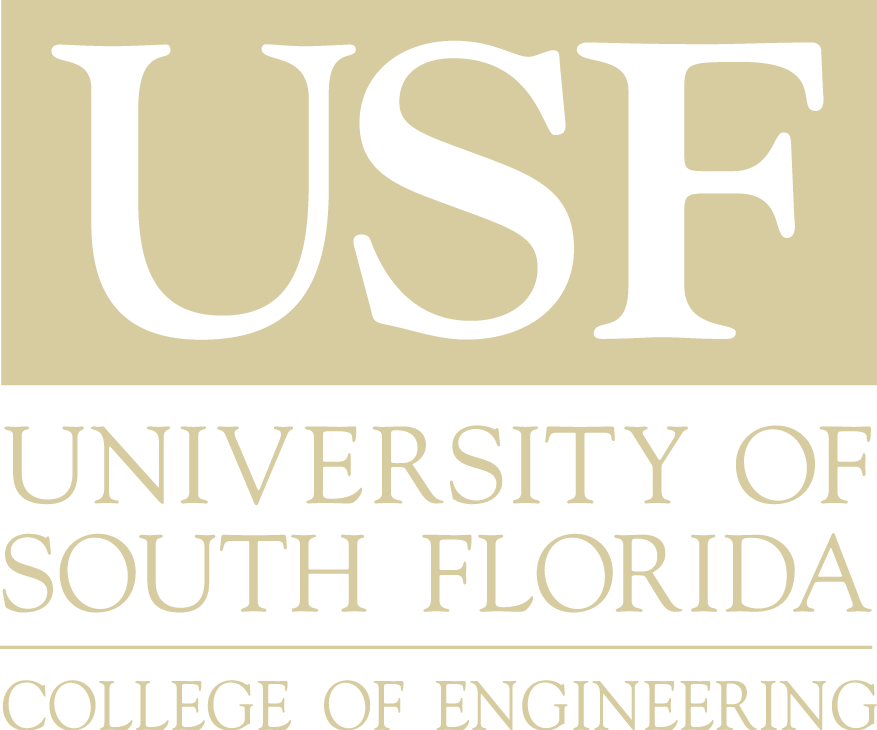 USF
UNIVERSITY OF
SOUTH FLORIDA
COLLEGE OF ENGINEERING